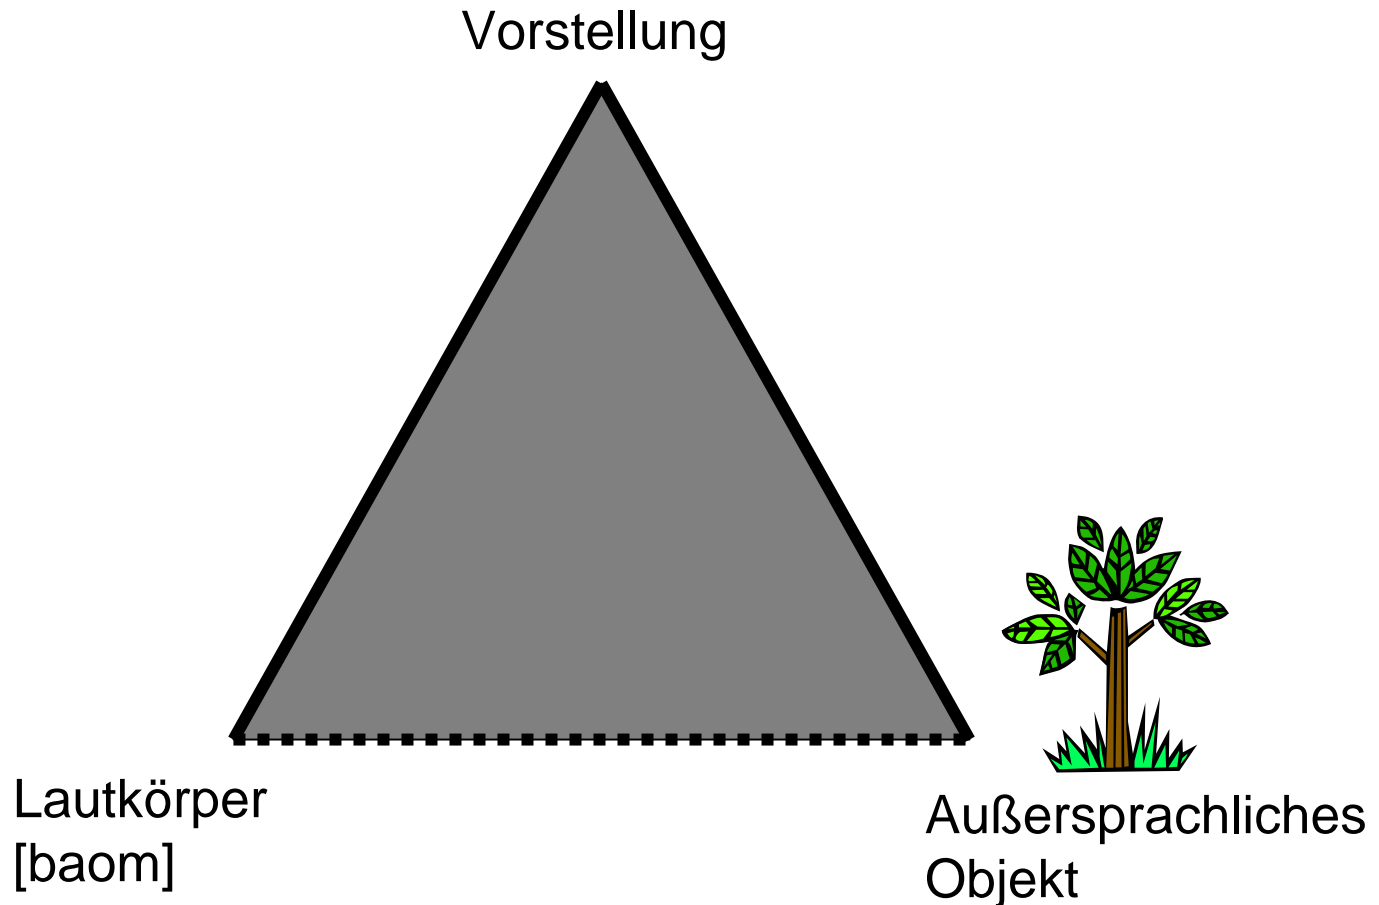 Vorstellung
Lautkörper
[baom]
Außersprachliches
Objekt